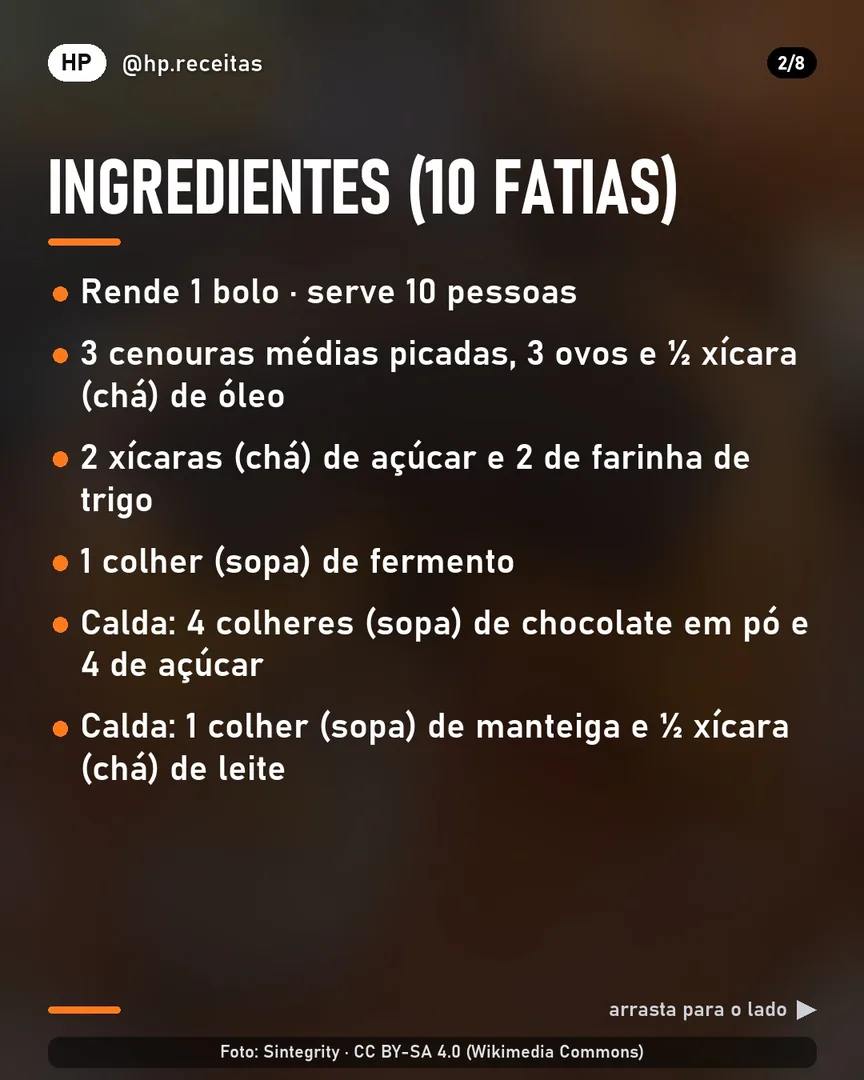 HP @hp.receitas 2/8
INGREDIENTES (10 FATIAS)
• Rende 1 bolo · serve 10 pessoas
• 3 cenouras médias picadas, 3 ovos e ½ xícara
(chá) de óleo
• 2 xícaras (chá) de açúcar e 2 de farinha de
trigo
• 1 colher (sopa) de fermento
• Calda: 4 colheres (sopa) de chocolate em pó e
4 de açúcar
• Calda: 1 colher (sopa) de manteiga e ½ xícara
(chá) de leite
arrasta para o lado ▶
Foto: Sintegrity · CC BY-SA 4.0 (Wikimedia Commons)